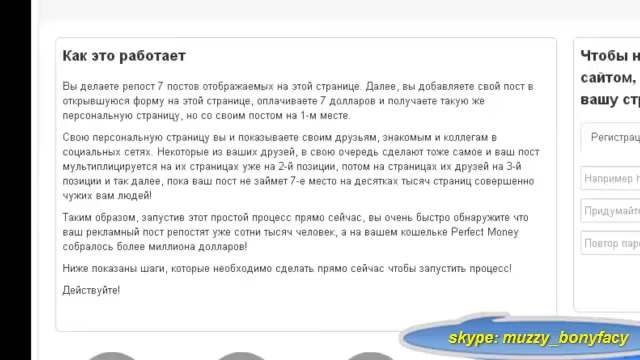 Как это работает
Вы делаете репост 7 постов отображаемых на этой странице. Далее, вы добавляете свой пост в
открывшуюся форму на этой странице, оплачиваете 7 долларов и получаете такую же
персональную страницу, но со своим постом на 1-м месте.
Свою персональную страницу вы и показываете своим друзьям, знакомым и коллегам в
социальных сетях. Некоторые из ваших друзей, в свою очередь сделают тоже самое и ваш пост
мультиплицируется на их страницах уже на 2-й позиции, потом на страницах их друзей на 3-й
позиции и так далее, пока ваш пост не займет 7-е место на десятках тысяч страниц совершенно
чужих вам людей!
Таким образом, запустив этот простой процесс прямо сейчас, вы очень быстро обнаружите что
ваш рекламный пост репостят уже сотни тысяч человек, а на вашем кошельке Perfect Money
собралось более миллиона долларов!
Ниже показаны шаги, которые необходимо сделать прямо сейчас чтобы запустить процесс!
Действуйте!
Чтобы н
сайтом,
вашу стр
Регистрац
Например н
Придумайте
Повтор пар
skype: muzzy_bonyfacy